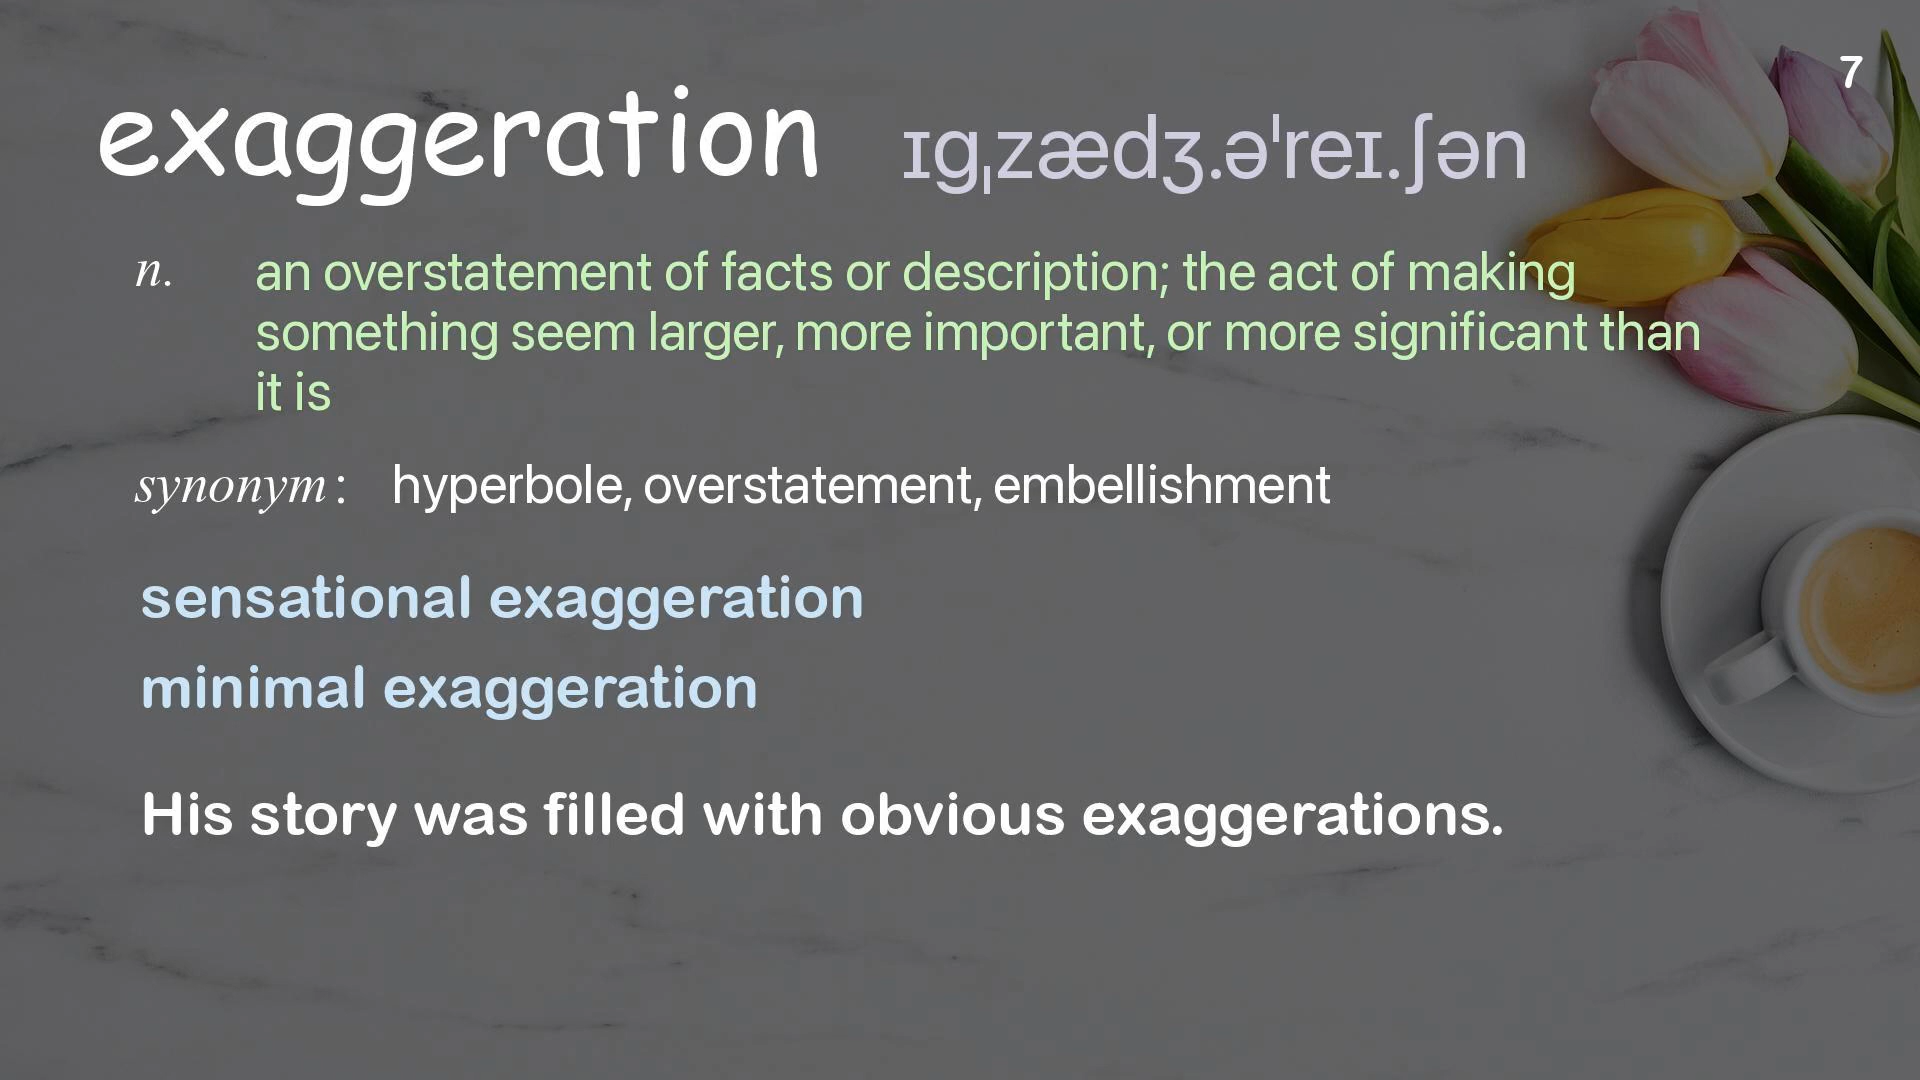 7
exaggeration ɪɡˌzædʒ.əˈreɪ.ʃən
n. an overstatement of facts or description; the act of making
something seem larger, more important, or more significant than
it is
synonym: hyperbole, overstatement, embellishment
sensational exaggeration
minimal exaggeration
His story was filled with obvious exaggerations.